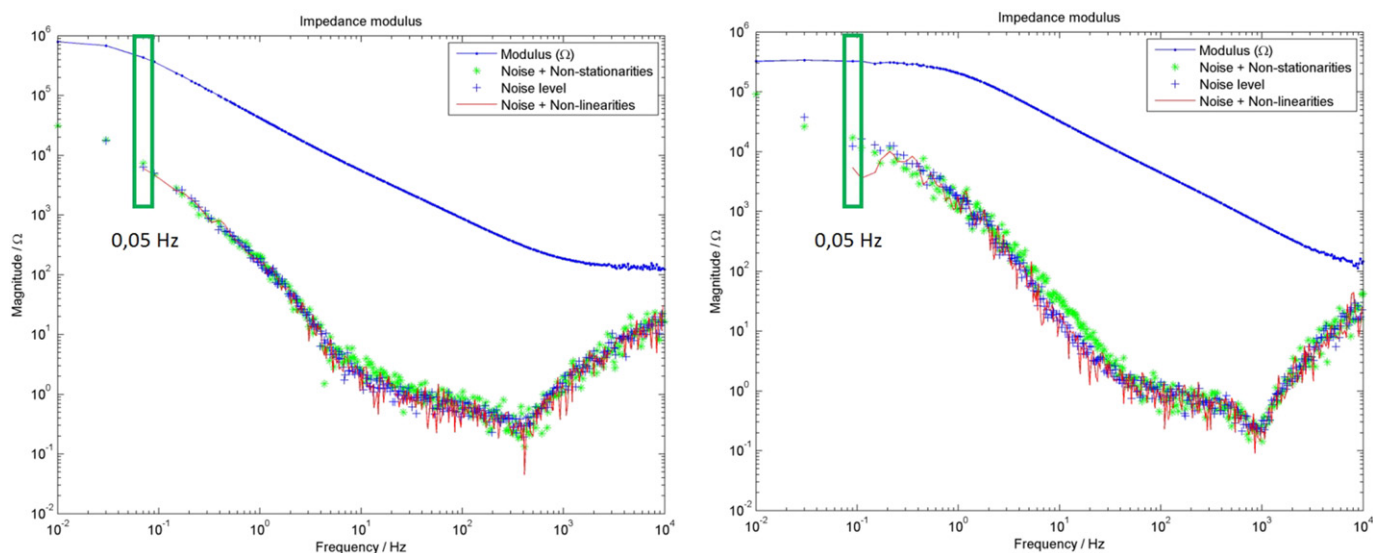 Impedance modulus
10^6
10^5
10^4
10^3
10^2
10^1
10^0
10^-1
10^-2
Magnitude / Ω
Modulus (Ω)
Noise + Non-stationarities
Noise level
Noise + Non-linearities
0,05 Hz
10^-2
10^-1
10^0
10^1
10^2
10^3
10^4
Frequency / Hz
Impedance modulus
10^6
10^5
10^4
10^3
10^2
10^1
10^0
10^-1
10^-2
Magnitude / Ω
Modulus (Ω)
Noise + Non-stationarities
Noise level
Noise + Non-linearities
0,05 Hz
10^-2
10^-1
10^0
10^1
10^2
10^3
10^4
Frequency / Hz